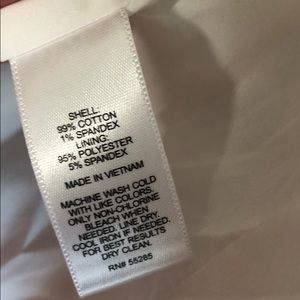 SHELL:
99% COTTON
1% SPANDEX
LINING:
95% POLYESTER
5% SPANDEX
MADE IN VIETNAM
MACHINE WASH COLD
WITH LIKE COLORS.
ONLY NON-CHLORINE
BLEACH WHEN
NEEDED. LINE DRY.
COOL IRON IF NEEDED.
FOR BEST RESULTS
DRY CLEAN.
RN# 55285